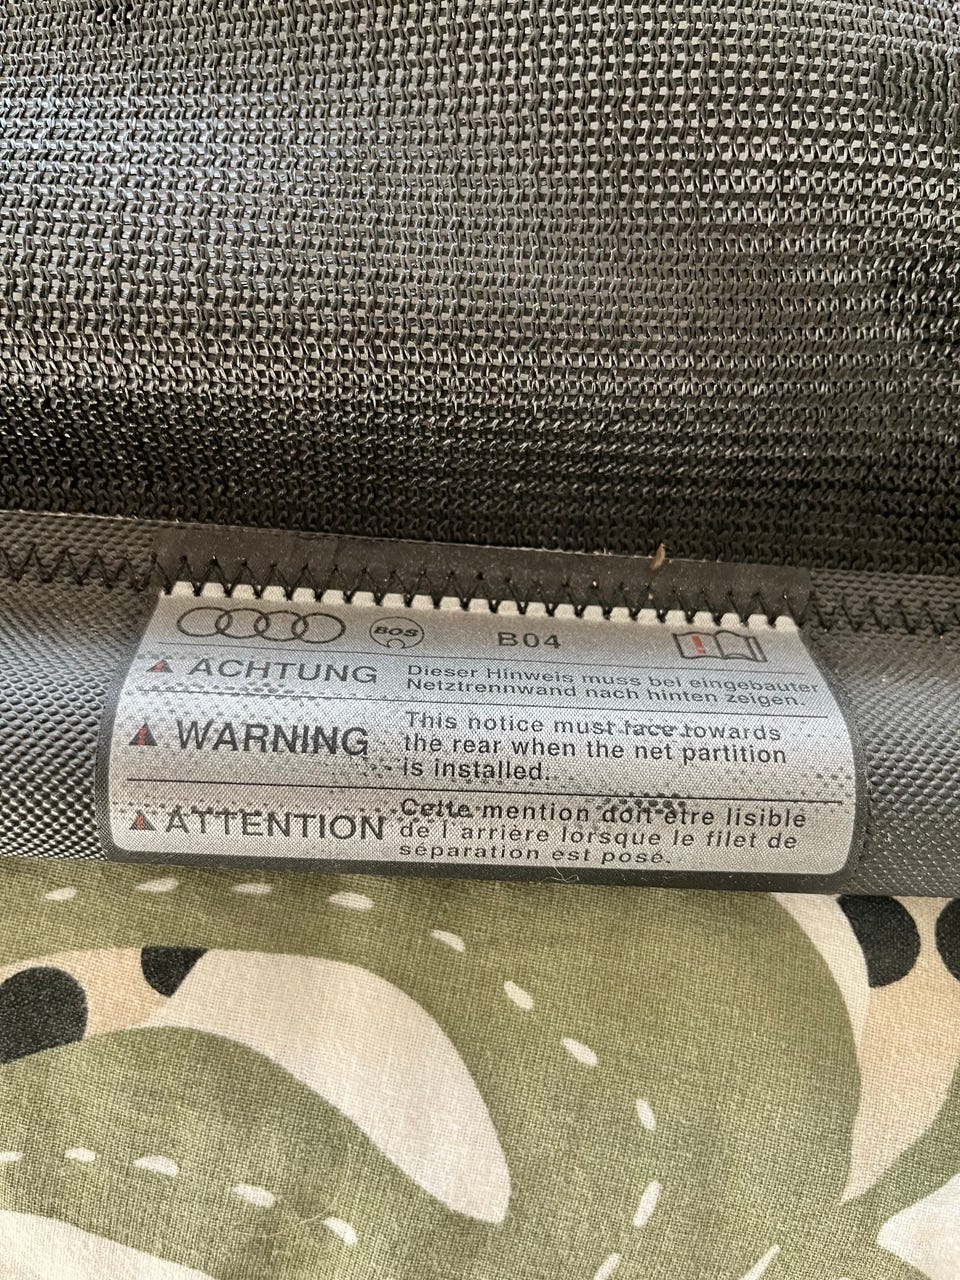 BOS B04
ACHTUNG Dieser Hinweis muss bei eingebauter
Netztrennwand nach hinten zeigen.
WARNING This notice must face towards
the rear when the net partition
is installed.
ATTENTION Cette mention doit être lisible
de l'arrière lorsque le filet de
séparation est posé.